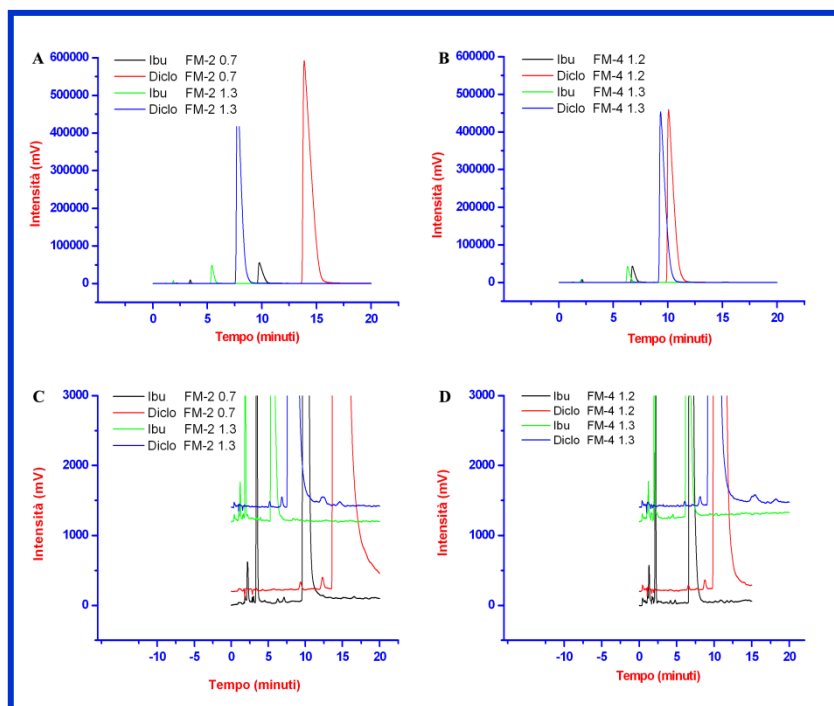 A
Ibu FM-2 0.7
Diclo FM-2 0.7
Ibu FM-2 1.3
Diclo FM-2 1.3
600000
500000
400000
300000
200000
100000
0
Intensità (mV)
0 5 10 15 20
Tempo (minuti)
B
Ibu FM-4 1.2
Diclo FM-4 1.2
Ibu FM-4 1.3
Diclo FM-4 1.3
600000
500000
400000
300000
200000
100000
0
Intensità (mV)
0 5 10 15 20
Tempo (minuti)
C
Ibu FM-2 0.7
Diclo FM-2 0.7
Ibu FM-2 1.3
Diclo FM-2 1.3
3000
2000
1000
0
Intensità (mV)
-10 -5 0 5 10 15 20
Tempo (minuti)
D
Ibu FM-4 1.2
Diclo FM-4 1.2
Ibu FM-4 1.3
Diclo FM-4 1.3
3000
2000
1000
0
Intensità (mV)
-10 -5 0 5 10 15 20
Tempo (minuti)